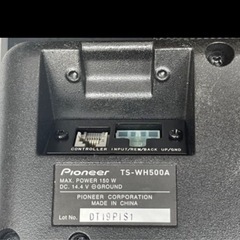 CONTROLLER INPUT/REM/BACK UP/GND
Pioneer TS-WH500A
MAX. POWER 150 W
DC. 14.4 V ⊖GROUND
PIONEER CORPORATION
MADE IN CHINA
Lot No. OTI9PIS1